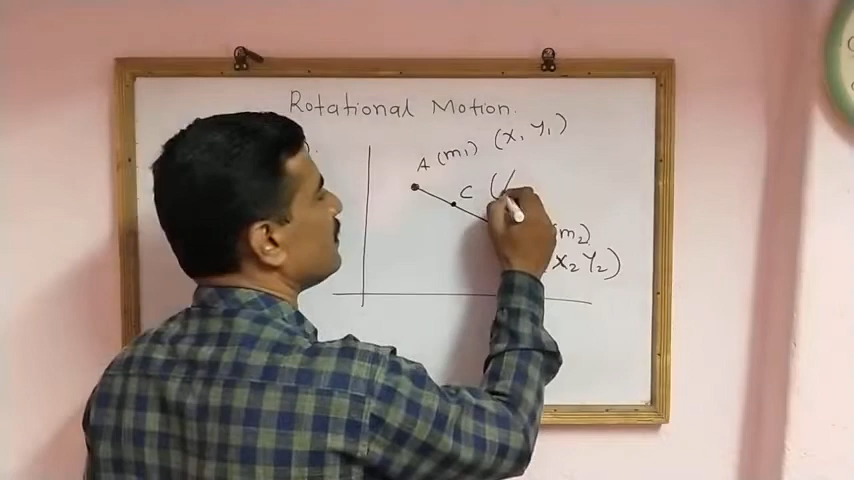 Rotational Motion.
A (m₁) (x₁ y₁)
C (
(m₂)
x₂ y₂)